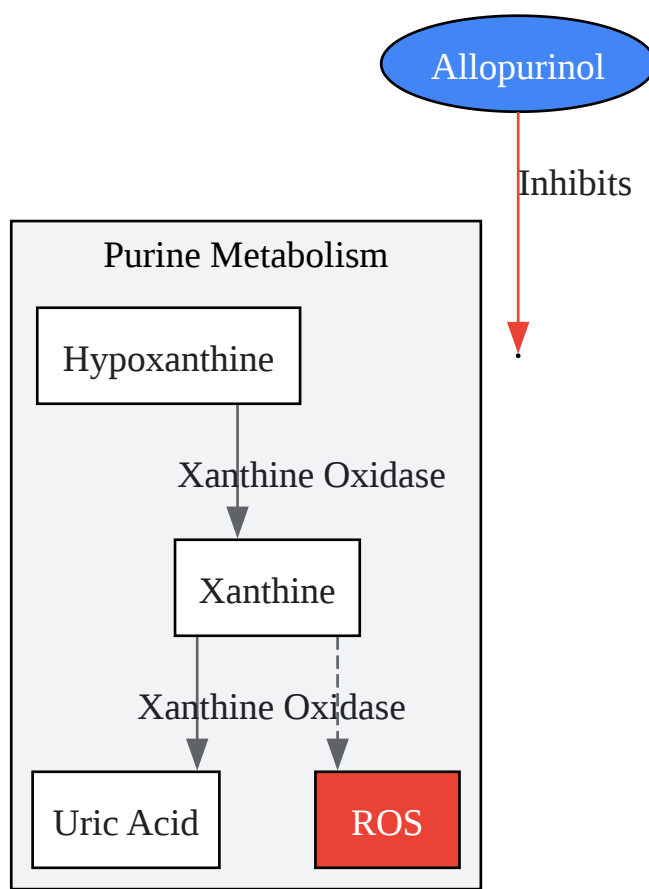 Allopurinol
Inhibits
Purine Metabolism
Hypoxanthine
Xanthine Oxidase
Xanthine
Xanthine Oxidase
Uric Acid
ROS